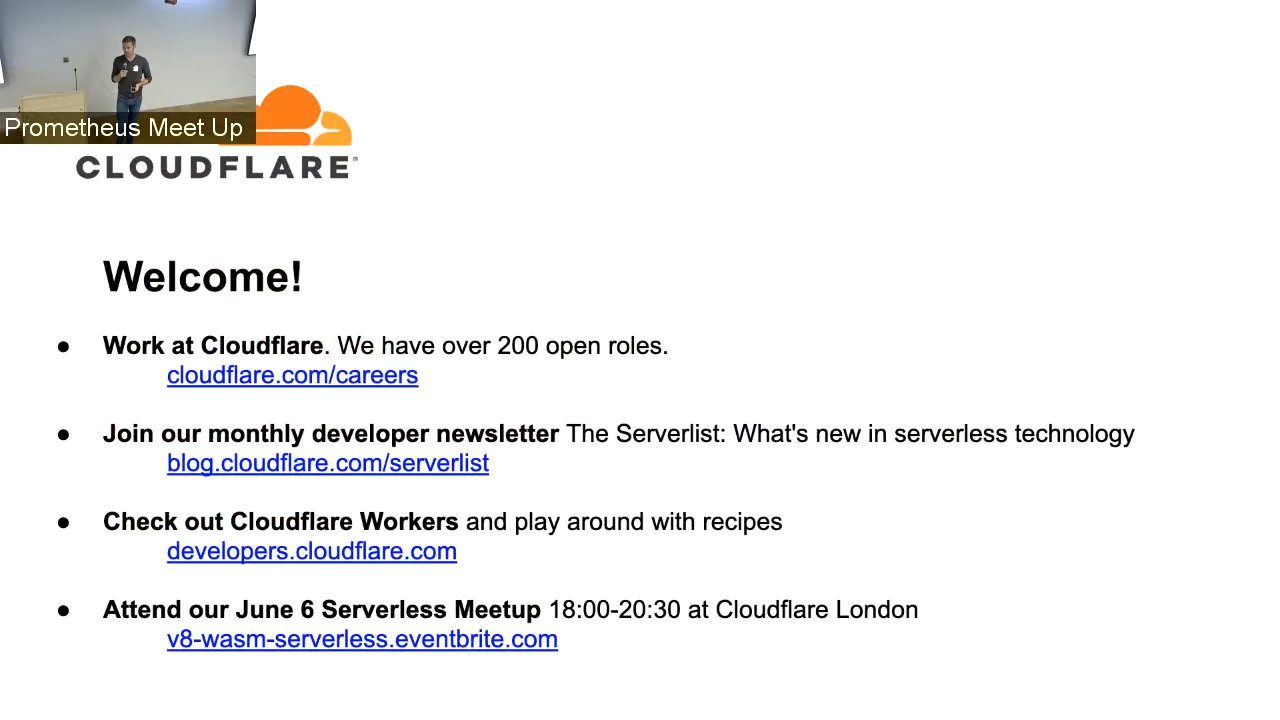 Prometheus Meet Up
CLOUDFLARE®
Welcome!
● Work at Cloudflare. We have over 200 open roles.
cloudflare.com/careers
● Join our monthly developer newsletter The Serverlist: What's new in serverless technology
blog.cloudflare.com/serverlist
● Check out Cloudflare Workers and play around with recipes
developers.cloudflare.com
● Attend our June 6 Serverless Meetup 18:00-20:30 at Cloudflare London
v8-wasm-serverless.eventbrite.com